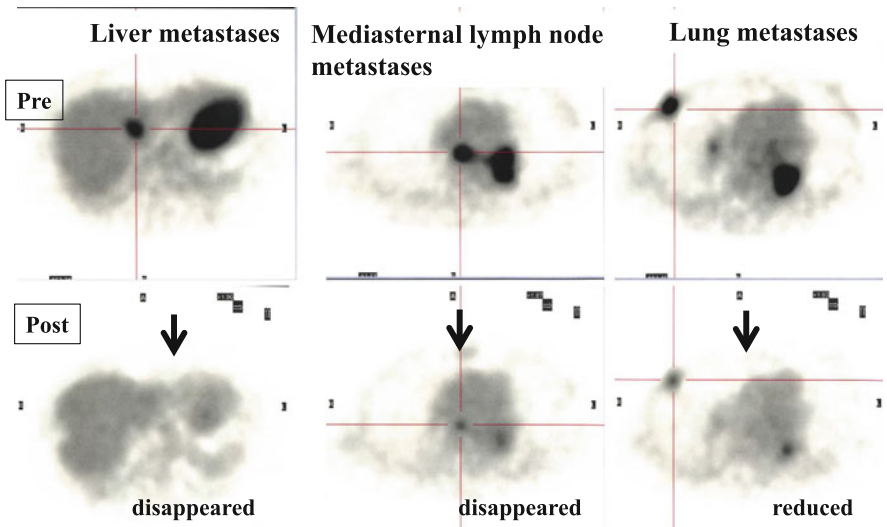 Liver metastases
Mediasternal lymph node
metastases
Lung metastases
Pre
A
A
A
Post
disappeared
disappeared
reduced